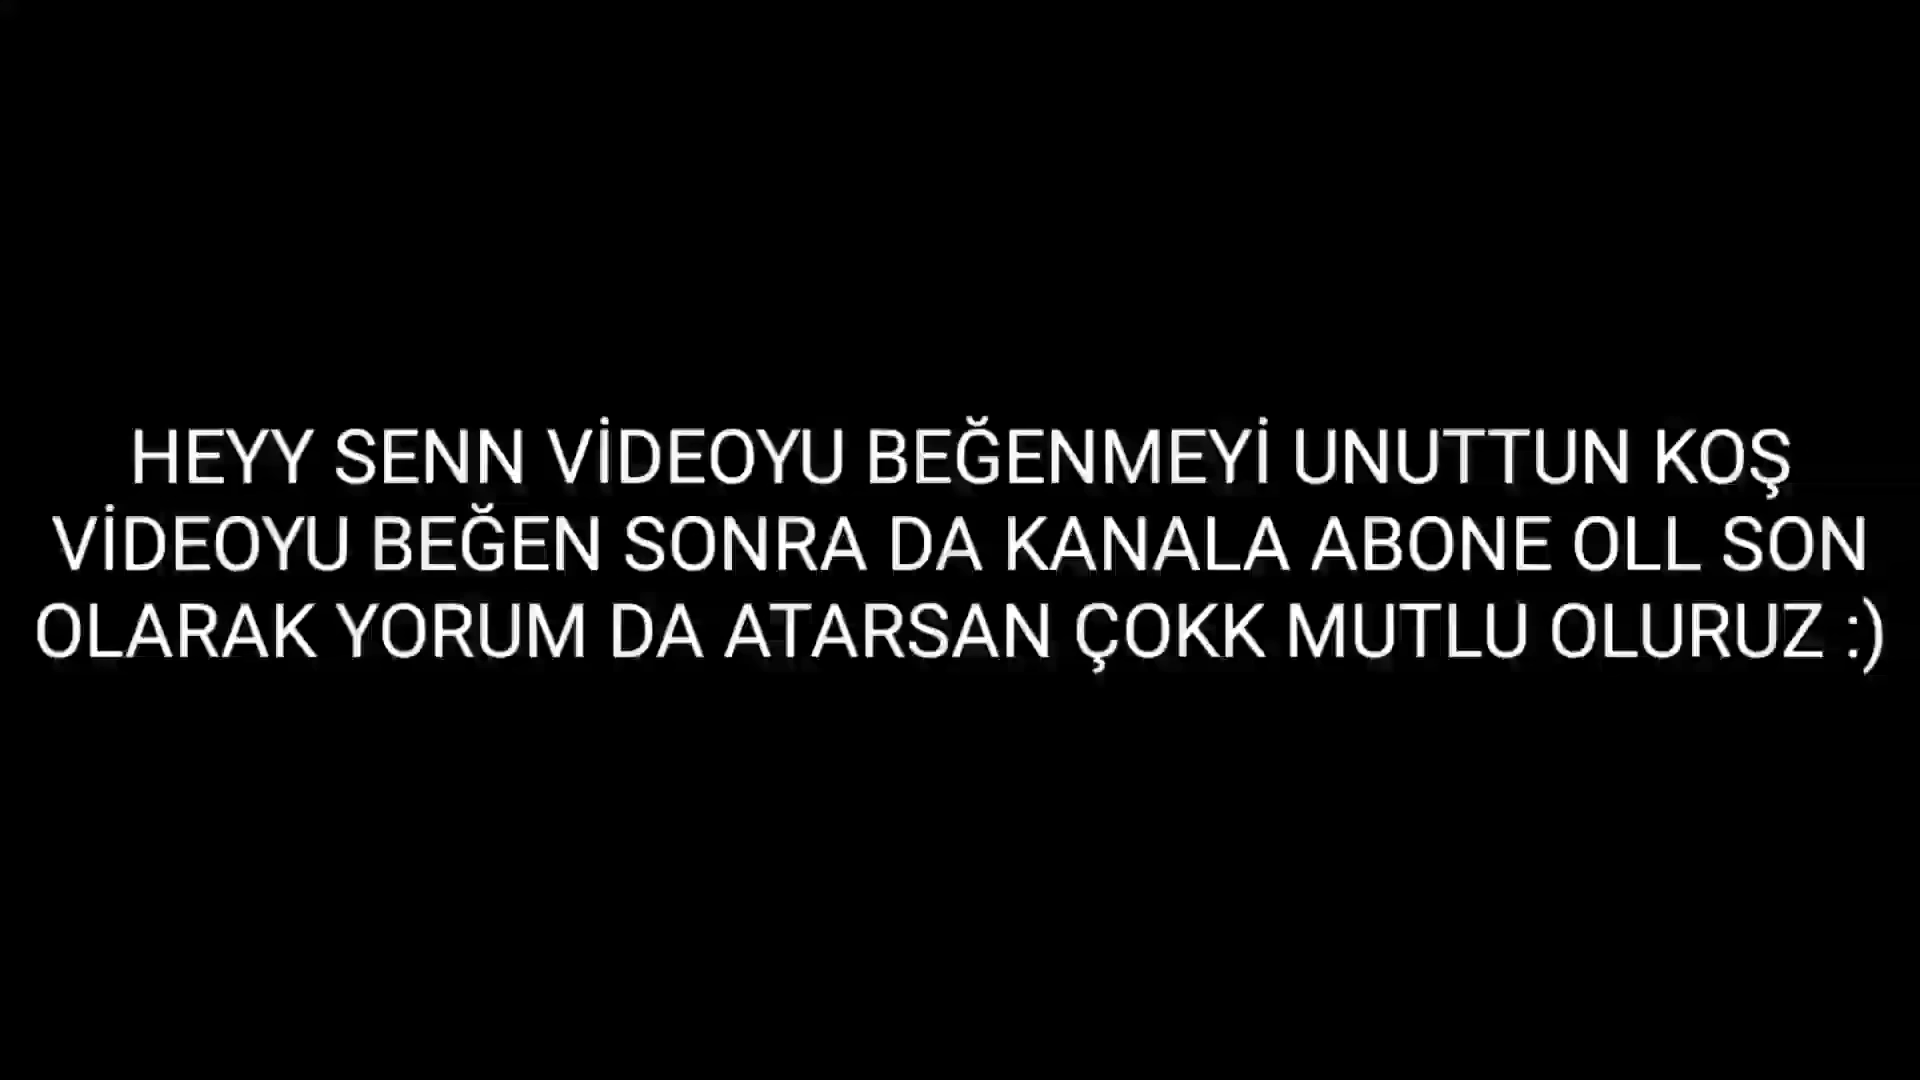 HEYY SENN VİDEOYU BEĞENMEYİ UNUTTUN KOŞ
VİDEOYU BEĞEN SONRA DA KANALA ABONE OLL SON
OLARAK YORUM DA ATARSAN ÇOKK MUTLU OLURUZ :)